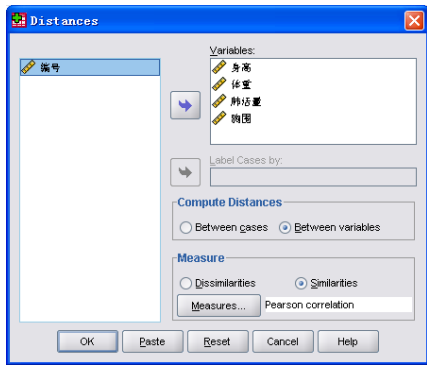 Distances
编号
Variables:
身高
体重
肺活量
胸围
Label Cases by:
Compute Distances
Between cases
Between variables
Measure
Dissimilarities
Similarities
Measures...
Pearson correlation
OK
Paste
Reset
Cancel
Help